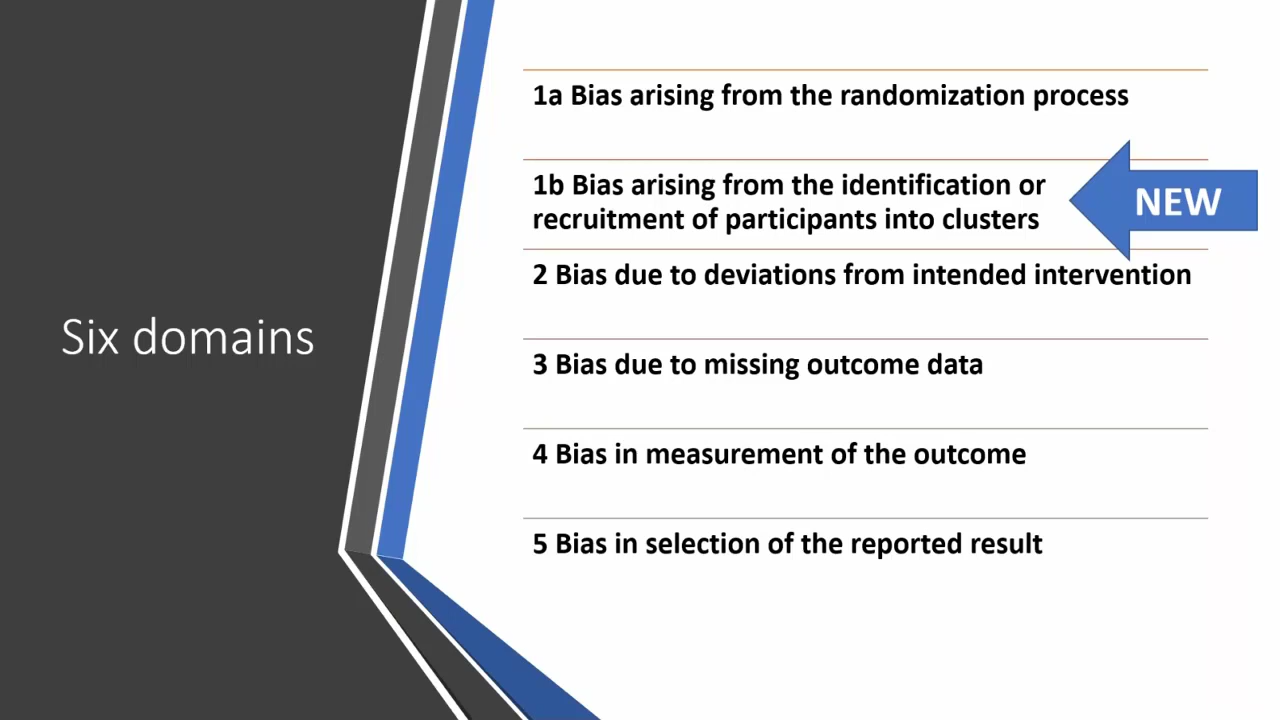 Six domains
1a Bias arising from the randomization process
1b Bias arising from the identification or
recruitment of participants into clusters
NEW
2 Bias due to deviations from intended intervention
3 Bias due to missing outcome data
4 Bias in measurement of the outcome
5 Bias in selection of the reported result